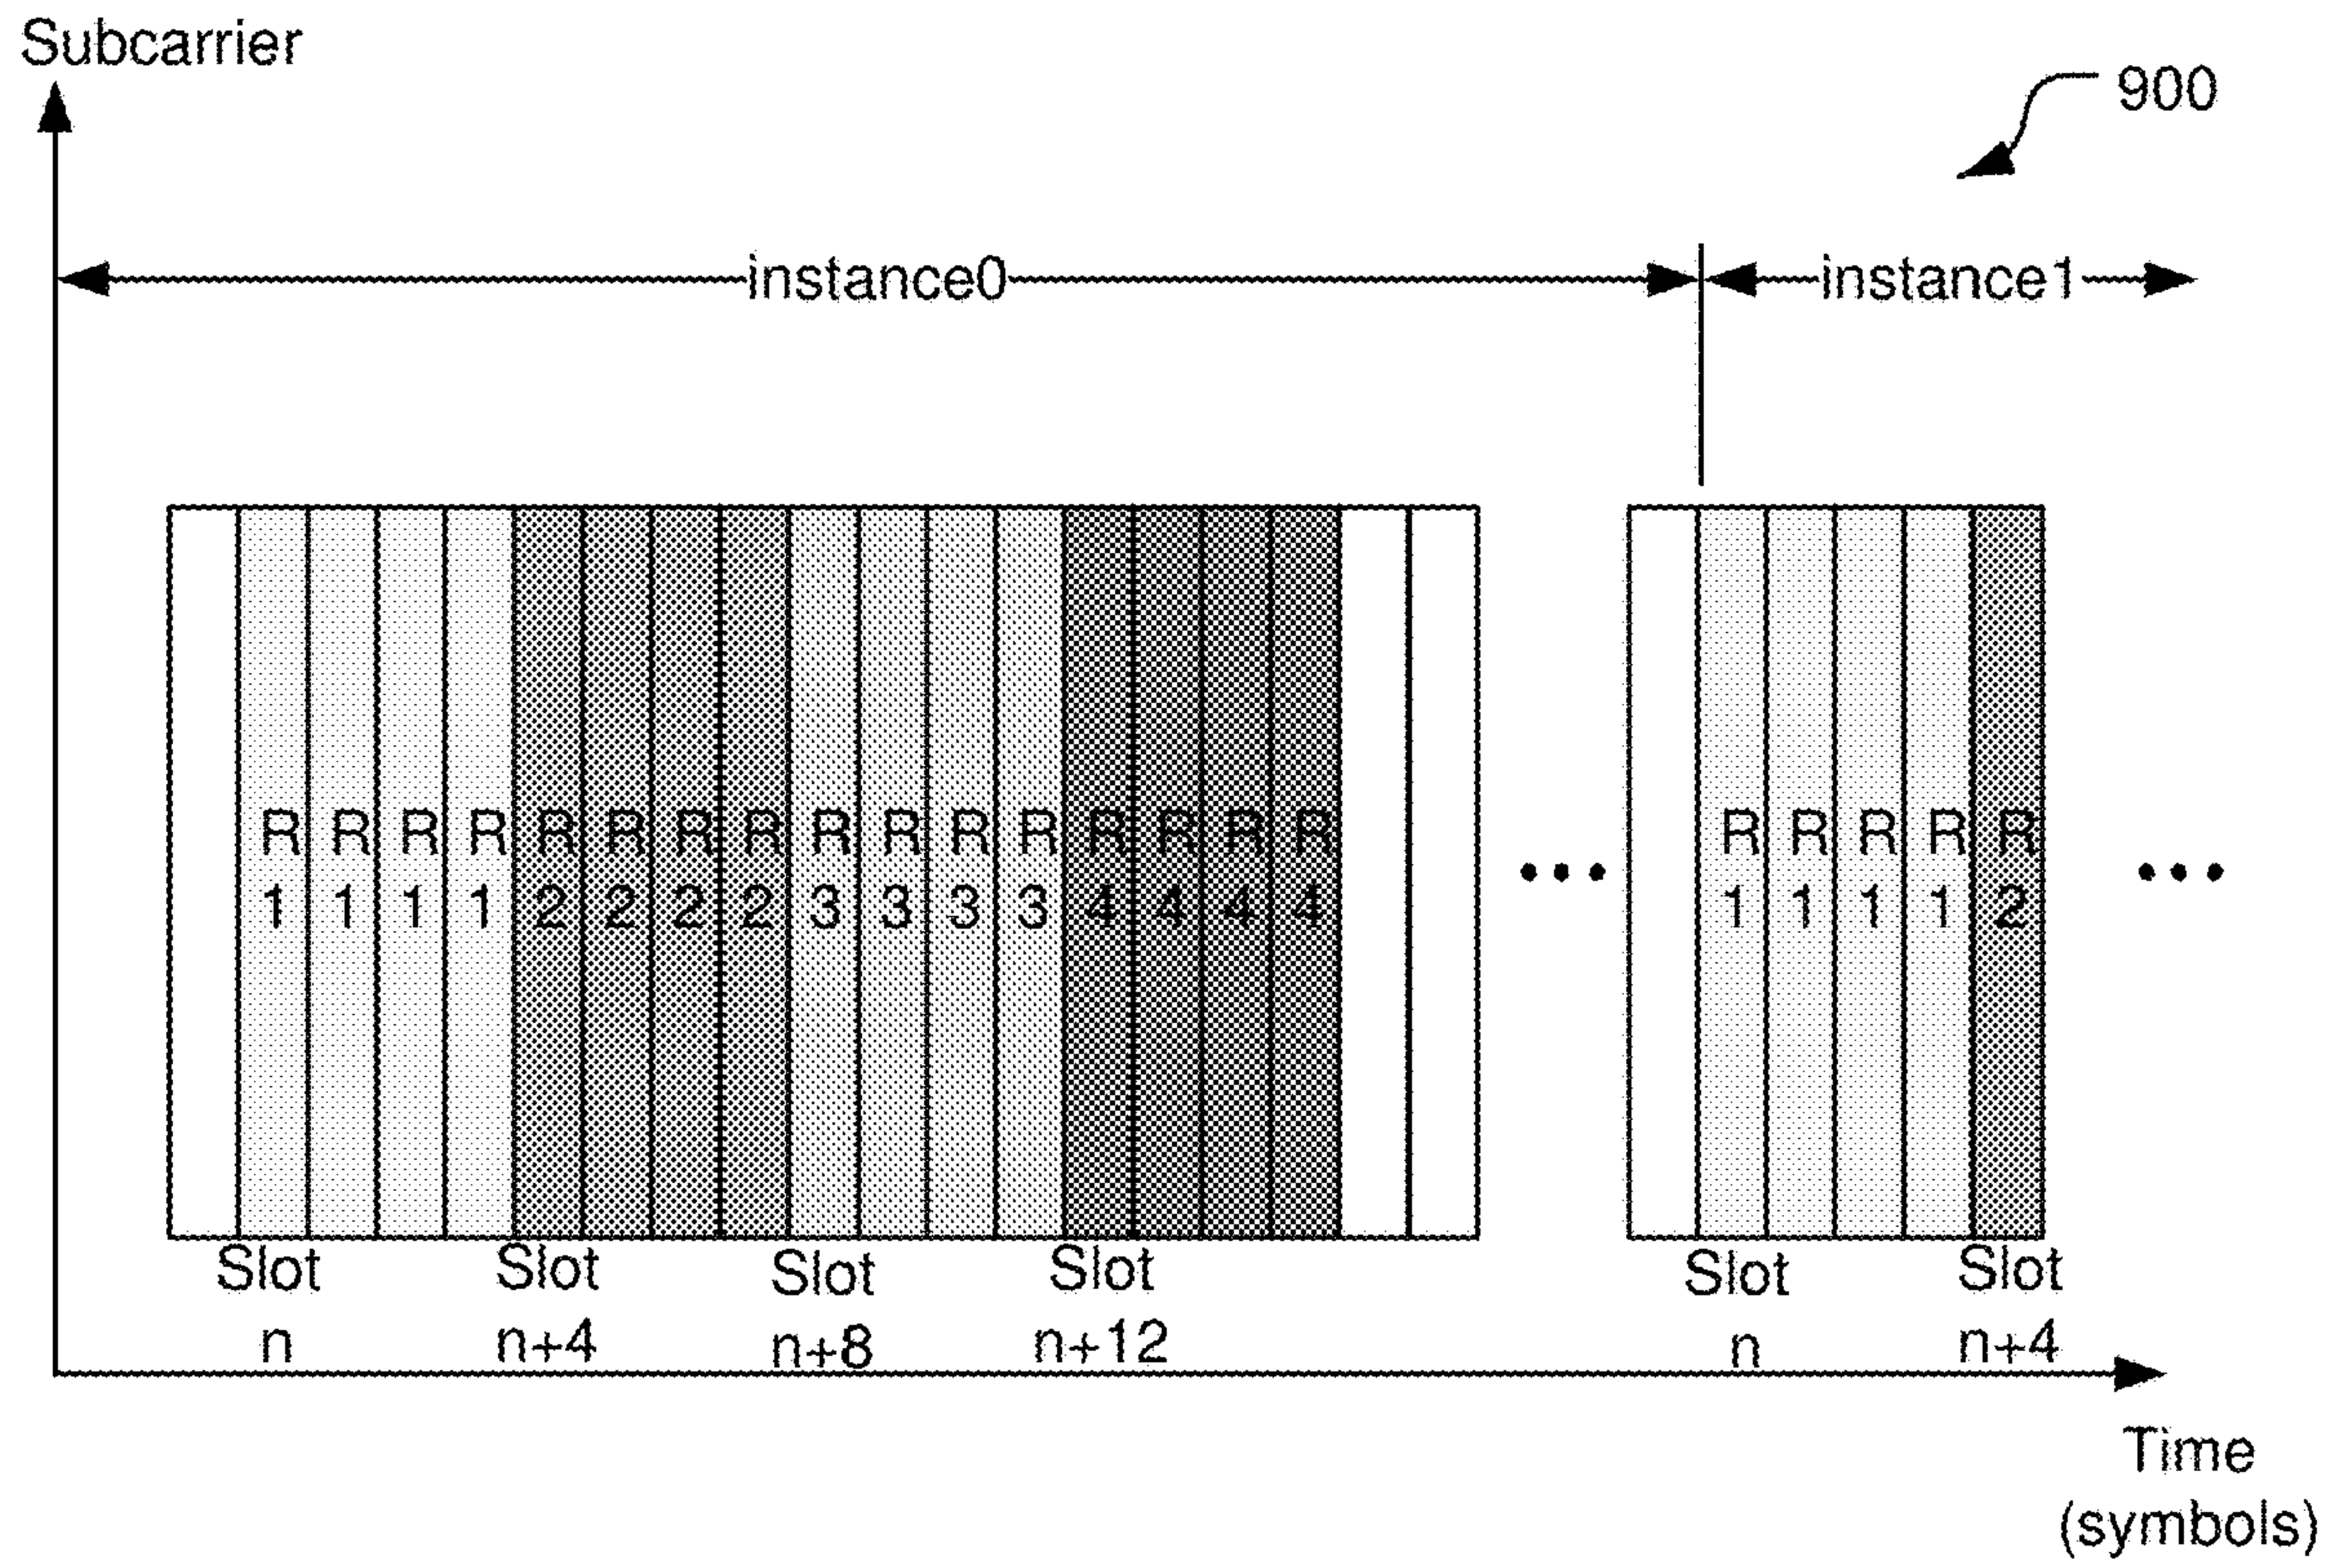 Subcarrier
900
instance0 instance1
R R R R R R R R R R R R R R R R R R R R R
1 1 1 1 2 2 2 2 3 3 3 3 4 4 4 4 1 1 1 1 2
Slot Slot Slot Slot Slot Slot
n n+4 n+8 n+12 n n+4
Time
(symbols)